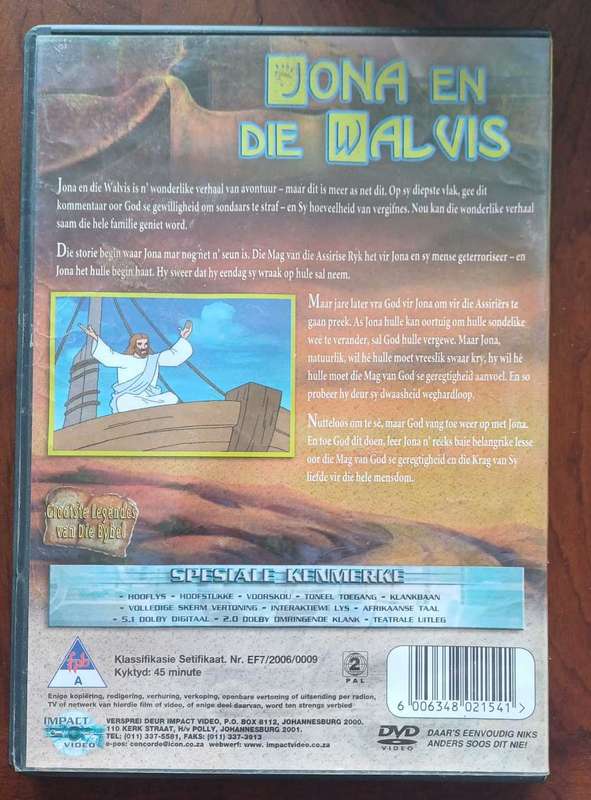 JONA EN
DIE WALVIS
Jona en die Walvis is n' wonderlike verhaal van avontuur – maar dit is meer as net dit. Op sy diepste vlak, gee dit
kommentaar oor God se gewilligheid om sondaars te straf – en Sy hoeveelheid van vergifnes. Nou kan die wonderlike verhaal
saam die hele familie geniet word.
Die storie begin waar Jona mar nog net n' seun is. Die Mag van die Assirise Ryk het vir Jona en sy mense geterroriseer – en
Jona het hulle begin haat. Hy sweer dat hy eendag sy wraak op hule sal neem.
Maar jare later vra God vir Jona om vir die Assiriërs te
gaan preek. As Jona hulle kan oortuig om hulle sondelike
weë te verander, sal God hulle vergewe. Maar Jona,
natuurlik, wil hê hulle moet vreeslik swaar kry, hy wil hê
hulle moet die Mag van God se geregtigheid aanvoel. En so
probeer hy deur sy dwaasheid weghardloop.
Nutteloos om te sê, maar God vang toe weer op met Jona.
En toe God dit doen, leer Jona n' reeks baie belangrike lesse
oor die Mag van God se geregtigheid en die Krag van Sy
liefde vir die hele mensdom.
Grootste Legendes
van Die Bybel
SPESIALE KENMERKE
- HOOFLYS - HOOFSTUKKE - VOORSKOU - TONEEL TOEGANG - KLANKBAAN
- VOLLEDIGE SKERM VERTONING - INTERAKTIEWE LYS - AFRIKAANSE TAAL
- 5.1 DOLBY DIGITAAL - 2.0 DOLBY OMRINGENDE KLANK - TEATRALE UITLEG
fpb
A
Klassifikasie Setifikaat. Nr. EF7/2006/0009
Kyktyd: 45 minute
2
PAL
Enige kopiëring, redigering, verhuring, verkoping, openbare vertoning of uitsending per radion,
TV of netwerk van hierdie film of video, of enige deel daarvan, word ten strengs verbied
6 006348 021541 >
IMPACT
VIDEO
VERSPREI DEUR IMPACT VIDEO, P.O. BOX 8112, JOHANNESBURG 2000.
110 KERK STRAAT, H/v POLLY, JOHANNESBURG 2001.
TEL: (011) 337-5581, FAKS: (011) 337-3913
e-pos: concorde@icon.co.za webwerf: www.impactvideo.co.za
DVD
VIDEO
DAAR'S EENVOUDIG NIKS
ANDERS SOOS DIT NIE!